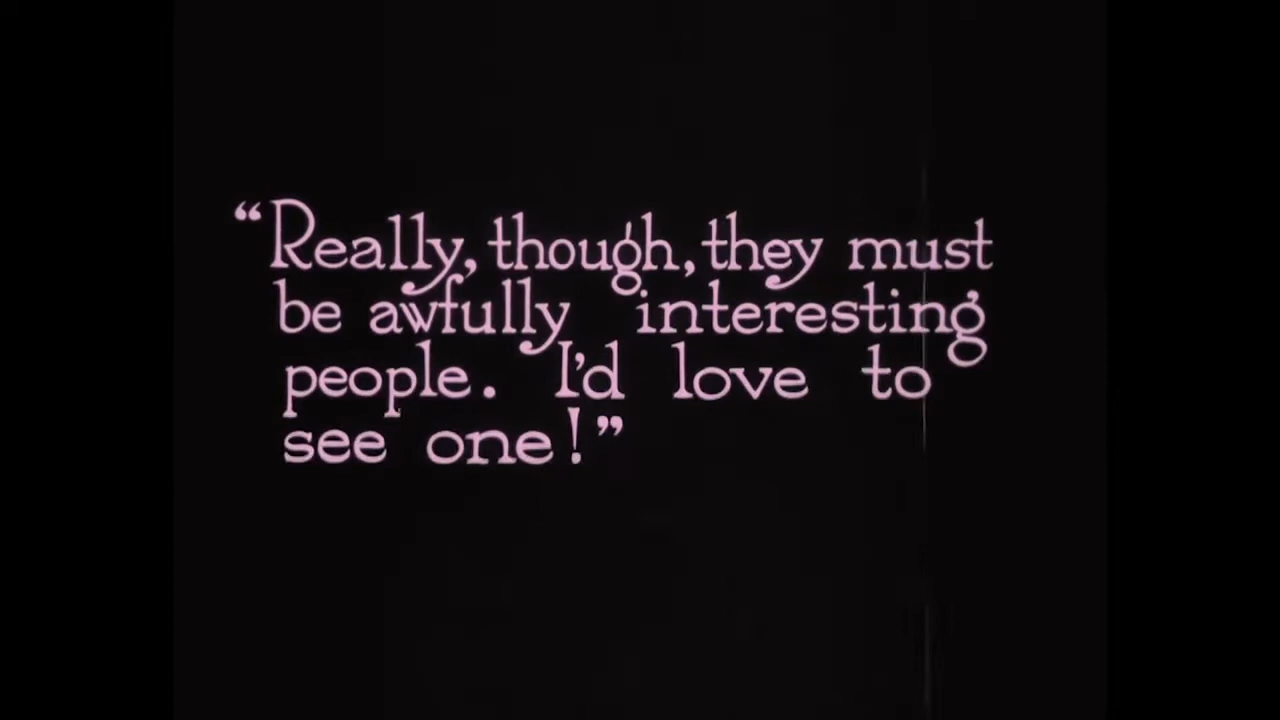 “Really, though, they must
be awfully interesting
people. I’d love to
see one!”